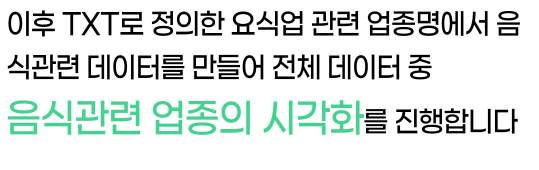 이후 TXT로 정의한 요식업 관련 업종명에서 음
식관련 데이터를 만들어 전체 데이터 중
음식관련 업종의 시각화를 진행합니다